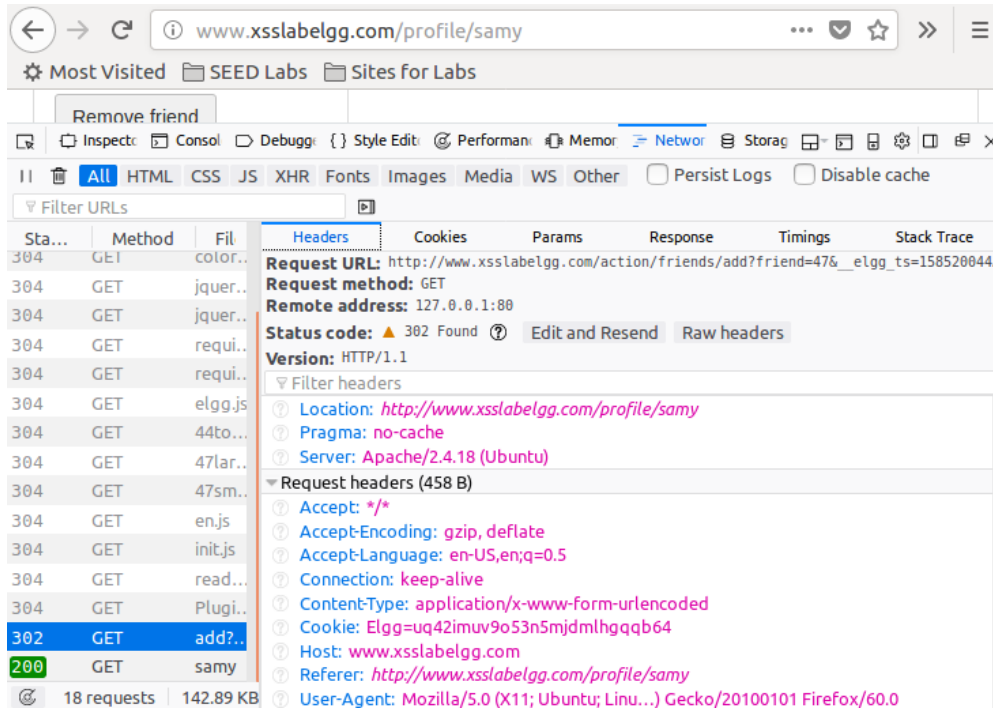 www.xsslabelgg.com/profile/samy
Most Visited SEED Labs Sites for Labs
Remove friend
Inspecto Consol Debugge {} Style Edit Performan Memor Networ Storag
All HTML CSS JS XHR Fonts Images Media WS Other Persist Logs Disable cache
Filter URLs
Sta... Method Fil Headers Cookies Params Response Timings Stack Trace
304 GET color..
304 GET jquer..
304 GET jquer..
304 GET requi..
304 GET requi..
304 GET elgg.js
304 GET 44to...
304 GET 47lar..
304 GET 47sm..
304 GET en.js
304 GET init.js
304 GET read...
304 GET Plugi..
302 GET add?..
200 GET samy
18 requests 142.89 KB
Request URL: http://www.xsslabelgg.com/action/friends/add?friend=47&__elgg_ts=158520044
Request method: GET
Remote address: 127.0.0.1:80
Status code: 302 Found Edit and Resend Raw headers
Version: HTTP/1.1
Filter headers
Location: http://www.xsslabelgg.com/profile/samy
Pragma: no-cache
Server: Apache/2.4.18 (Ubuntu)
Request headers (458 B)
Accept: */*
Accept-Encoding: gzip, deflate
Accept-Language: en-US,en;q=0.5
Connection: keep-alive
Content-Type: application/x-www-form-urlencoded
Cookie: Elgg=uq42imuv9o53n5mjdmlhgqqb64
Host: www.xsslabelgg.com
Referer: http://www.xsslabelgg.com/profile/samy
User-Agent: Mozilla/5.0 (X11; Ubuntu; Linu...) Gecko/20100101 Firefox/60.0